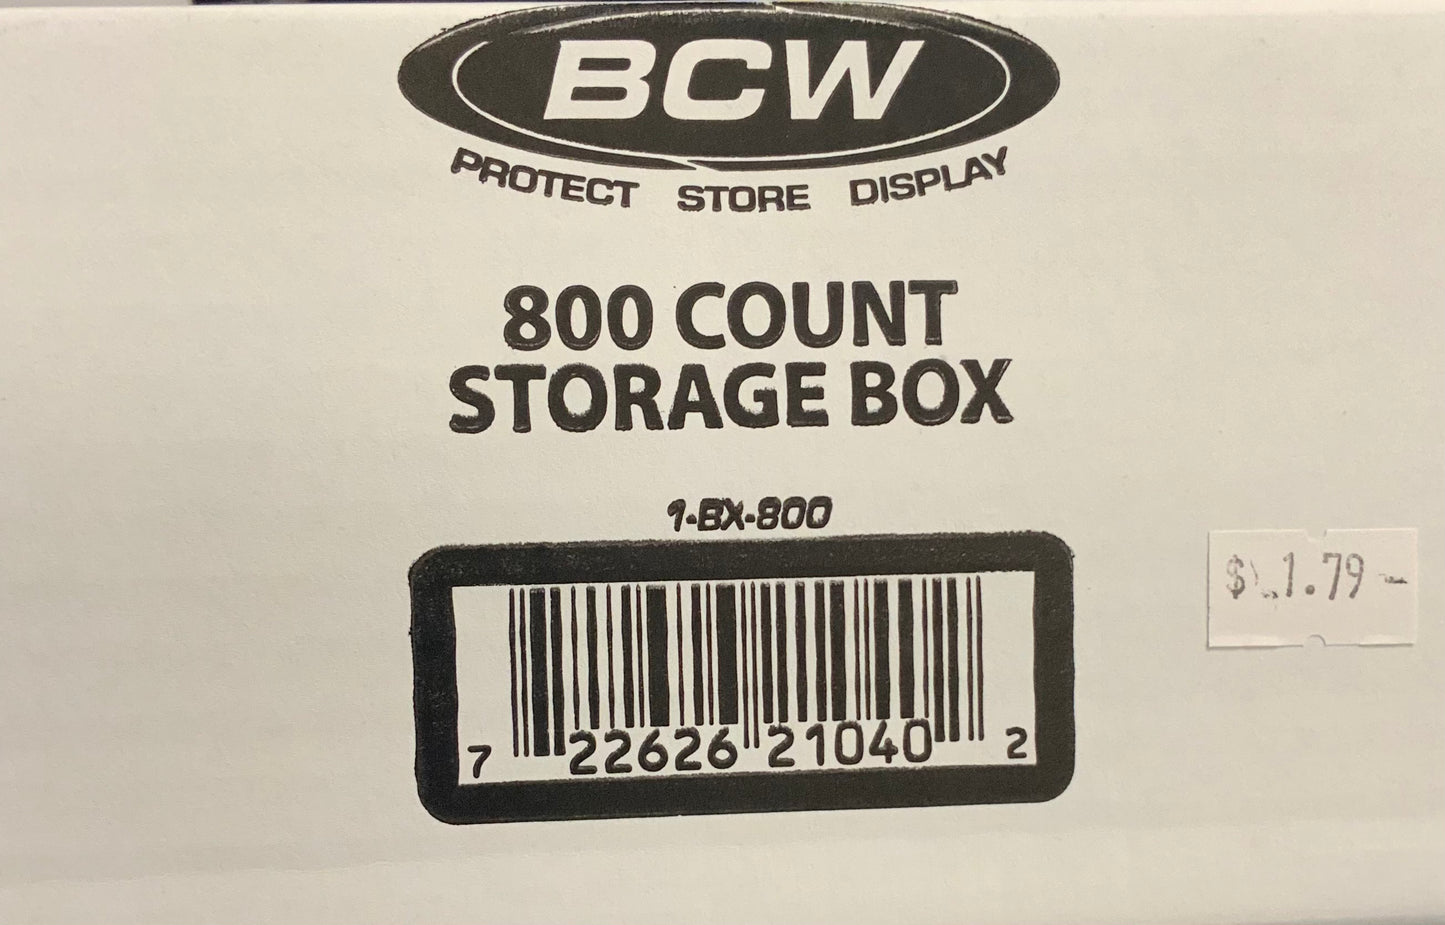 BCW
PROTECT STORE DISPLAY
800 COUNT
STORAGE BOX
1-BX-800
$ 1.79
7 22626 21040 2